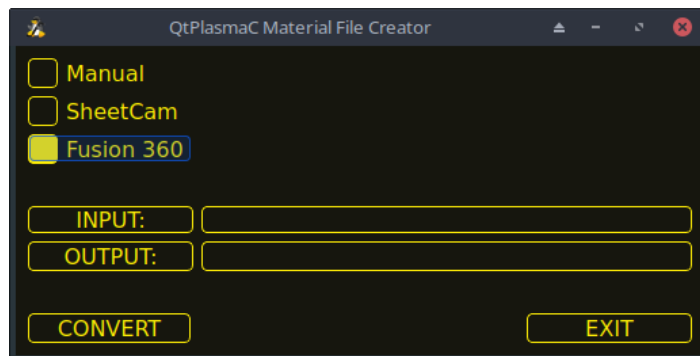 QtPlasmaC Material File Creator
Manual
SheetCam
Fusion 360
INPUT:
OUTPUT:
CONVERT EXIT